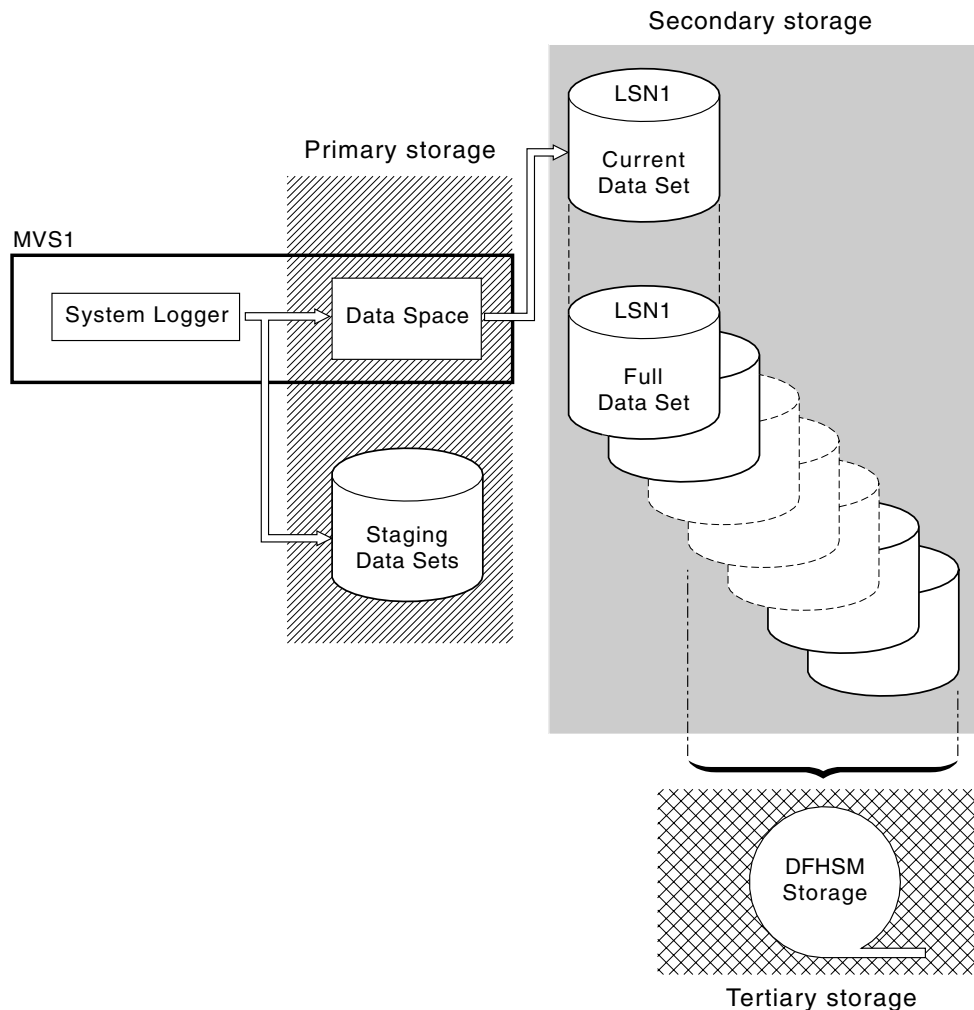 Secondary storage
LSN1
Current
Data Set
Primary storage
MVS1
System Logger
Data Space
LSN1
Full
Data Set
Staging
Data Sets
DFHSM
Storage
Tertiary storage